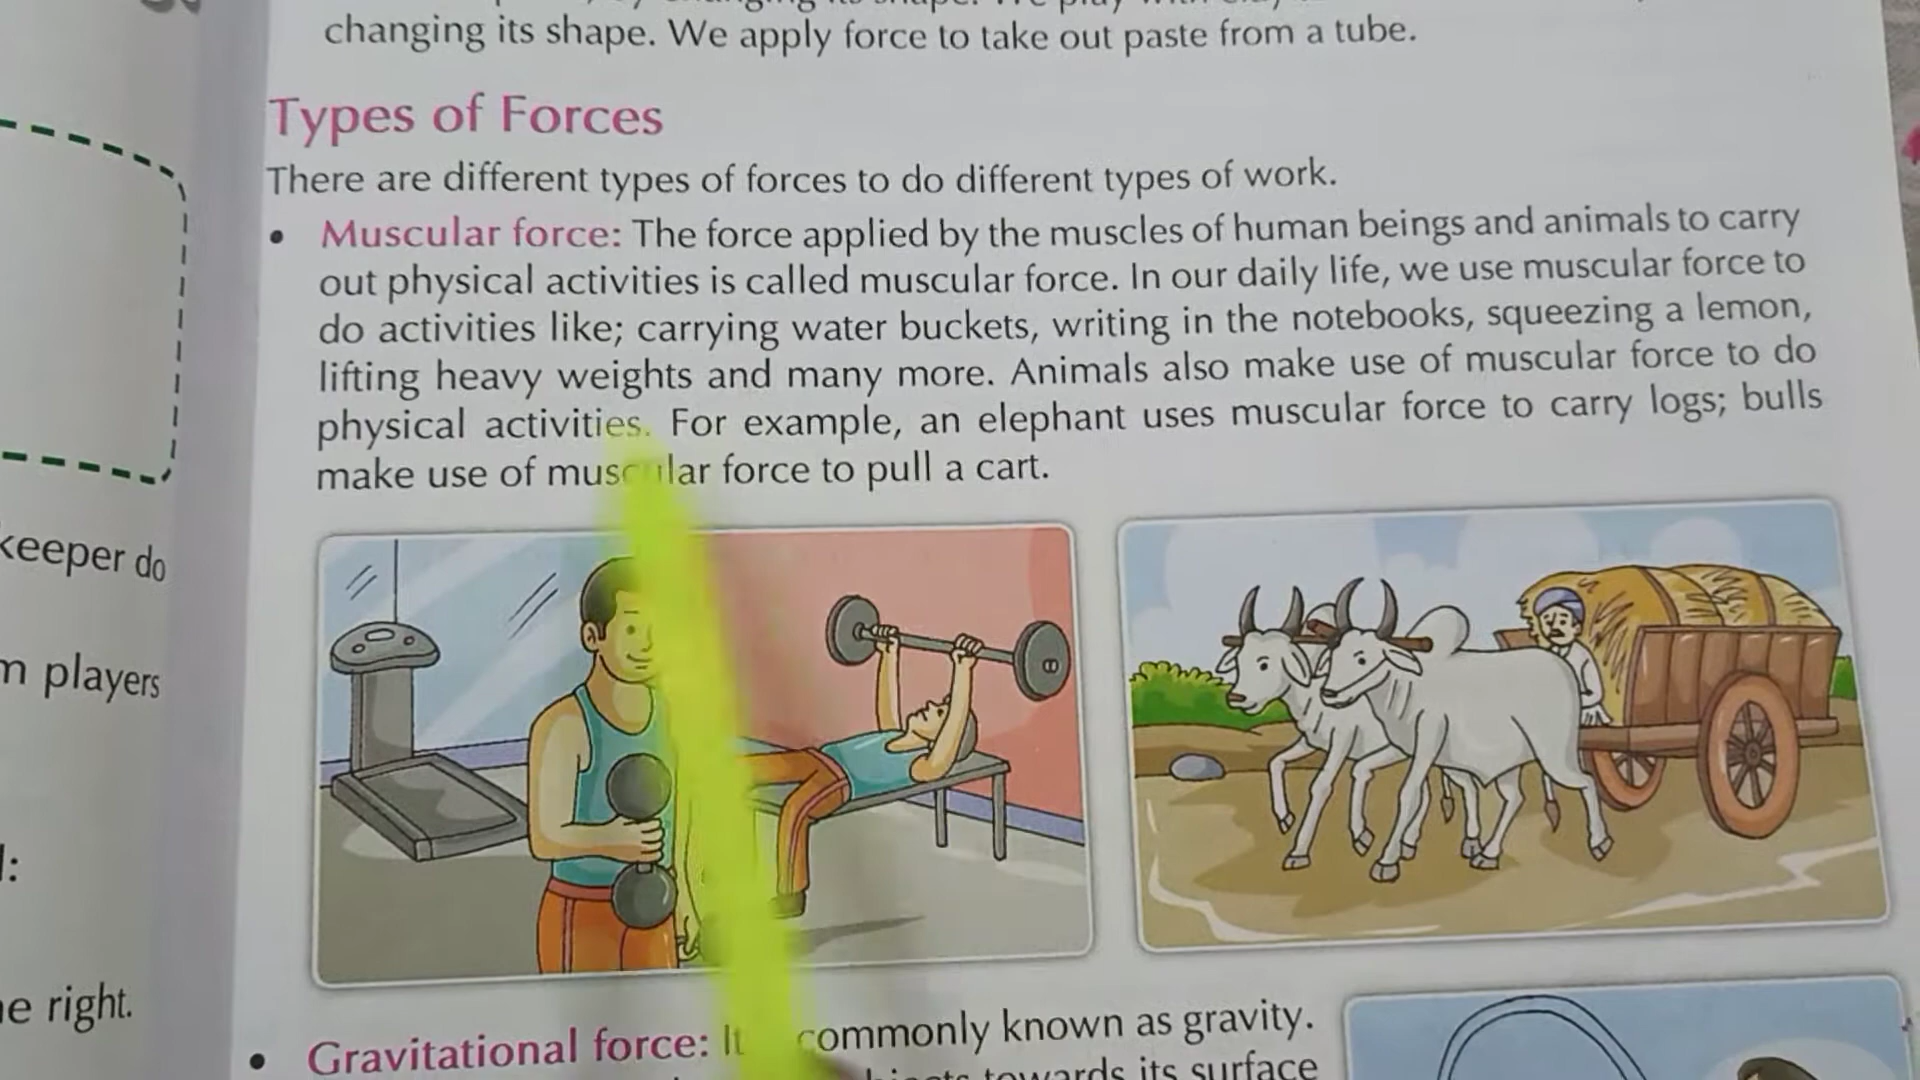 changing its shape. We apply force to take out paste from a tube.
Types of Forces
There are different types of forces to do different types of work.
• Muscular force: The force applied by the muscles of human beings and animals to carry
out physical activities is called muscular force. In our daily life, we use muscular force to
do activities like; carrying water buckets, writing in the notebooks, squeezing a lemon,
lifting heavy weights and many more. Animals also make use of muscular force to do
physical activities. For example, an elephant uses muscular force to carry logs; bulls
make use of muscular force to pull a cart.
• Gravitational force: It commonly known as gravity.
towards its surface
keeper do
players
e right.